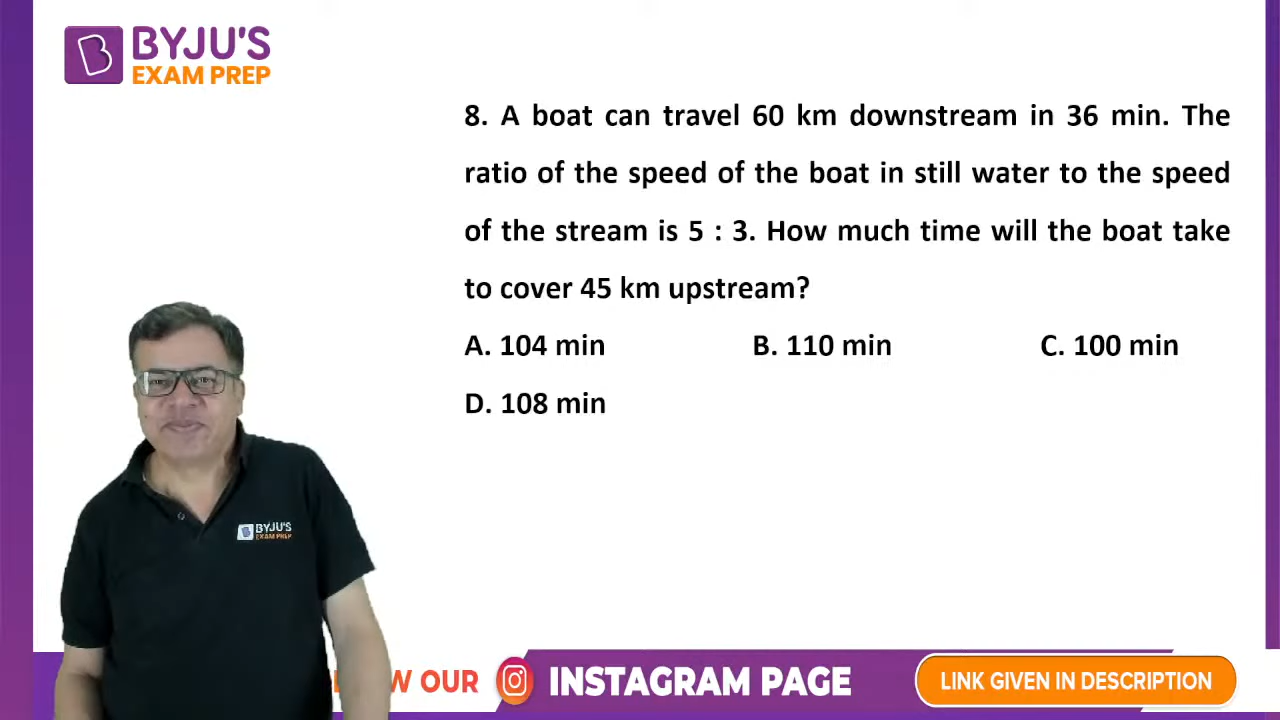 BYJU'S
EXAM PREP
8. A boat can travel 60 km downstream in 36 min. The
ratio of the speed of the boat in still water to the speed
of the stream is 5 : 3. How much time will the boat take
to cover 45 km upstream?
A. 104 min B. 110 min C. 100 min
D. 108 min
BYJU'S
EXAM PREP
OUR INSTAGRAM PAGE LINK GIVEN IN DESCRIPTION